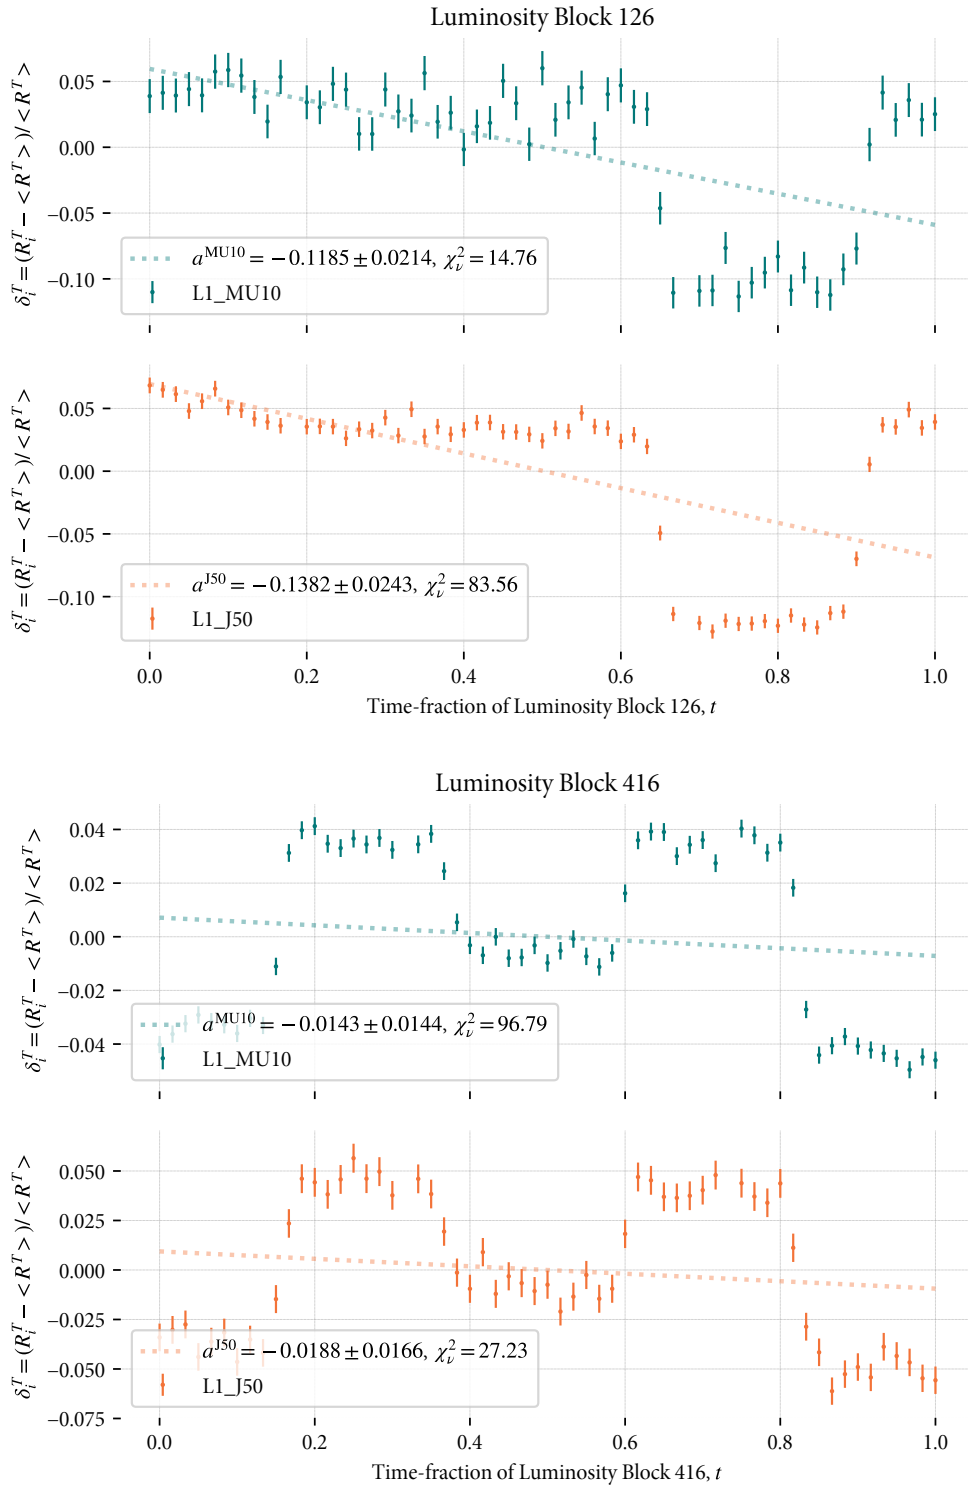 Luminosity Block 126
δ_i^T = (R_i^T − < R^T >)/ < R^T >
0.05
0.00
−0.05
−0.10
a^MU10 = −0.1185 ± 0.0214, χ_ν^2 = 14.76
L1_MU10
δ_i^T = (R_i^T − < R^T >)/ < R^T >
0.05
0.00
−0.05
−0.10
a^J50 = −0.1382 ± 0.0243, χ_ν^2 = 83.56
L1_J50
0.0 0.2 0.4 0.6 0.8 1.0
Time-fraction of Luminosity Block 126, t
Luminosity Block 416
δ_i^T = (R_i^T − < R^T >)/ < R^T >
0.04
0.02
0.00
−0.02
−0.04
a^MU10 = −0.0143 ± 0.0144, χ_ν^2 = 96.79
L1_MU10
δ_i^T = (R_i^T − < R^T >)/ < R^T >
0.050
0.025
0.000
−0.025
−0.050
−0.075
a^J50 = −0.0188 ± 0.0166, χ_ν^2 = 27.23
L1_J50
0.0 0.2 0.4 0.6 0.8 1.0
Time-fraction of Luminosity Block 416, t